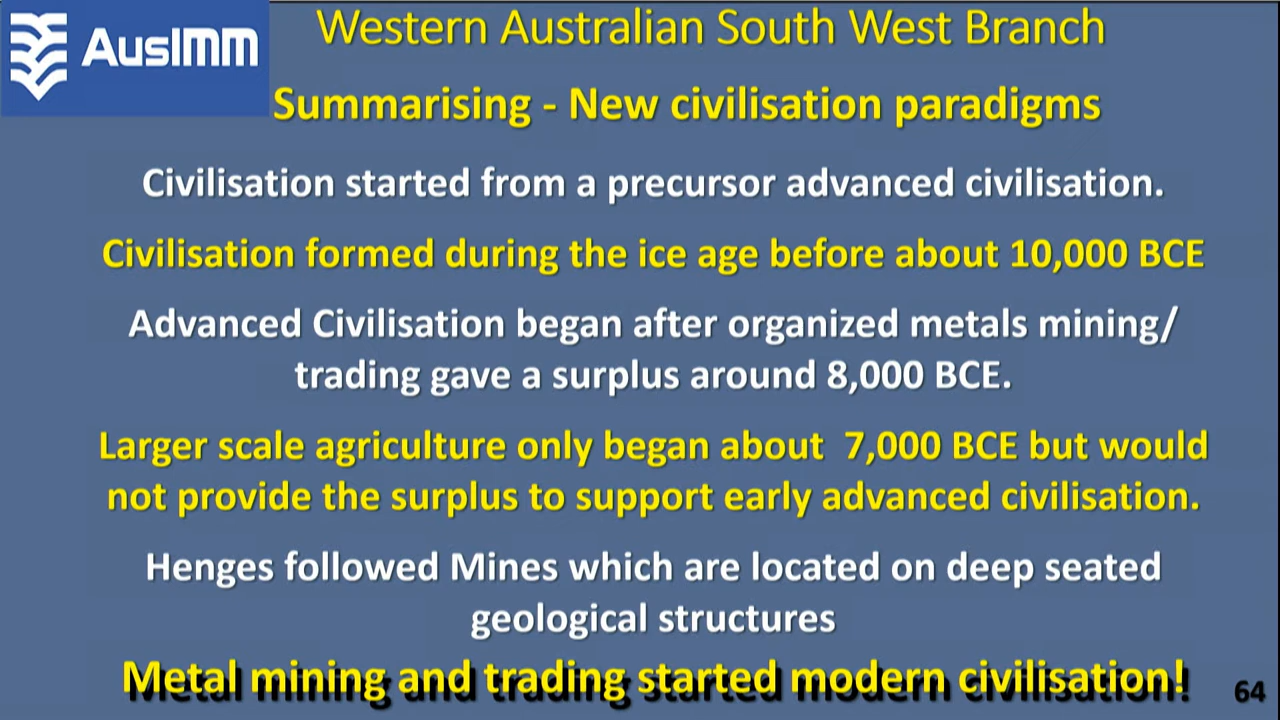 AusIMM
Western Australian South West Branch
Summarising - New civilisation paradigms
Civilisation started from a precursor advanced civilisation.
Civilisation formed during the ice age before about 10,000 BCE
Advanced Civilisation began after organized metals mining/
trading gave a surplus around 8,000 BCE.
Larger scale agriculture only began about  7,000 BCE but would
not provide the surplus to support early advanced civilisation.
Henges followed Mines which are located on deep seated
geological structures
Metal mining and trading started modern civilisation!
64